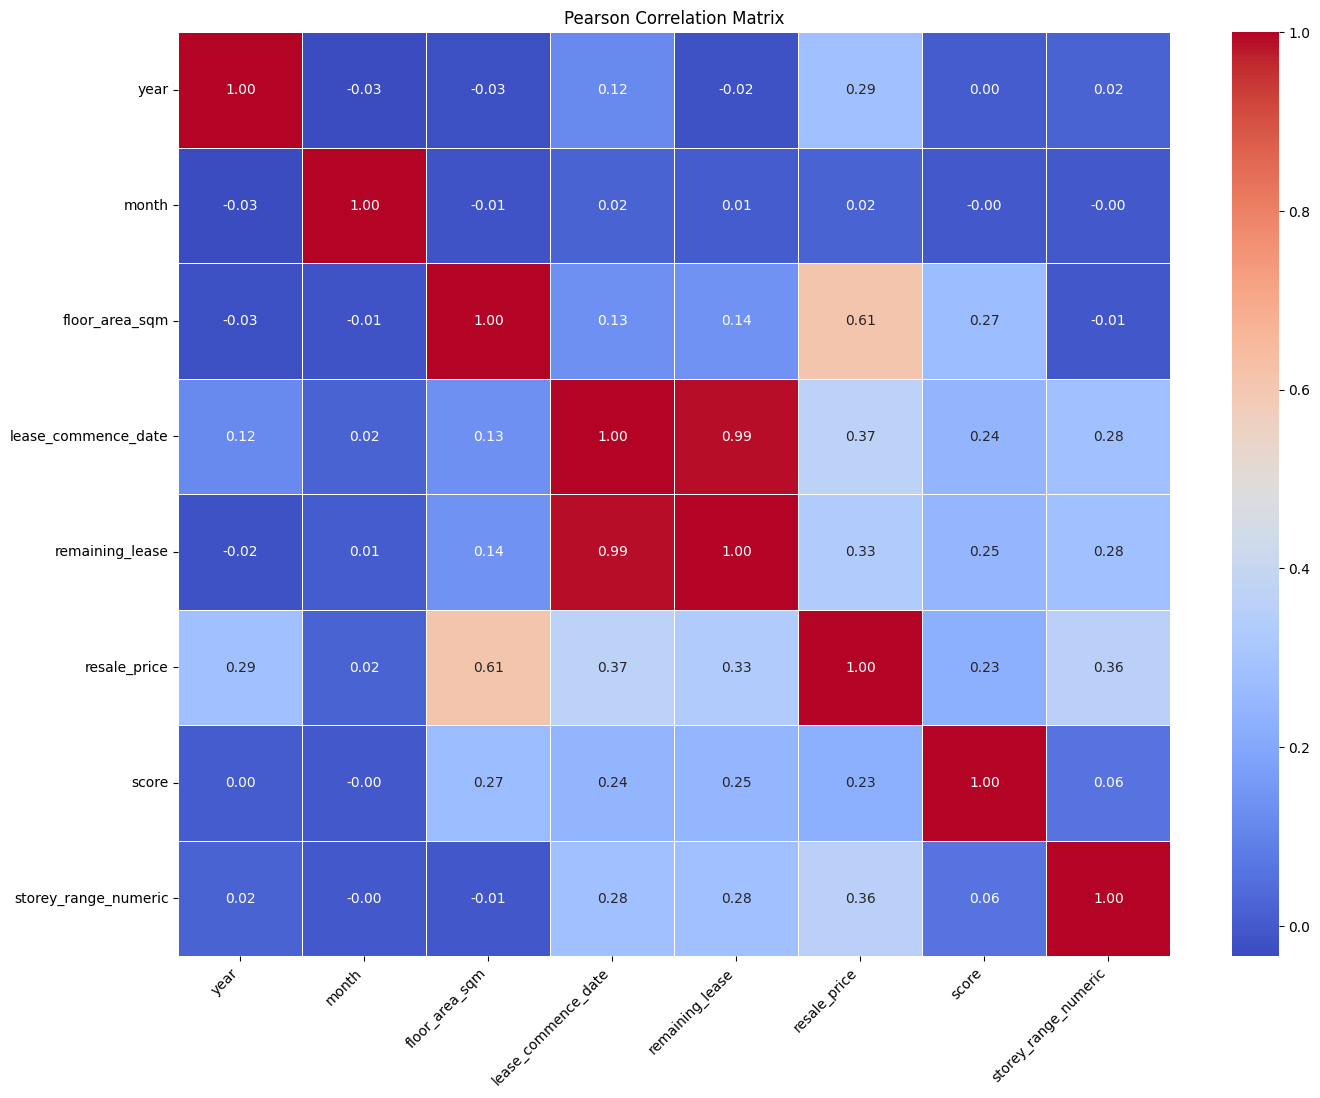 Pearson Correlation Matrix
year 1.00 -0.03 -0.03 0.12 -0.02 0.29 0.00 0.02
month -0.03 1.00 -0.01 0.02 0.01 0.02 -0.00 -0.00
floor_area_sqm -0.03 -0.01 1.00 0.13 0.14 0.61 0.27 -0.01
lease_commence_date 0.12 0.02 0.13 1.00 0.99 0.37 0.24 0.28
remaining_lease -0.02 0.01 0.14 0.99 1.00 0.33 0.25 0.28
resale_price 0.29 0.02 0.61 0.37 0.33 1.00 0.23 0.36
score 0.00 -0.00 0.27 0.24 0.25 0.23 1.00 0.06
storey_range_numeric 0.02 -0.00 -0.01 0.28 0.28 0.36 0.06 1.00
year
month
floor_area_sqm
lease_commence_date
remaining_lease
resale_price
score
storey_range_numeric
1.0
0.8
0.6
0.4
0.2
0.0